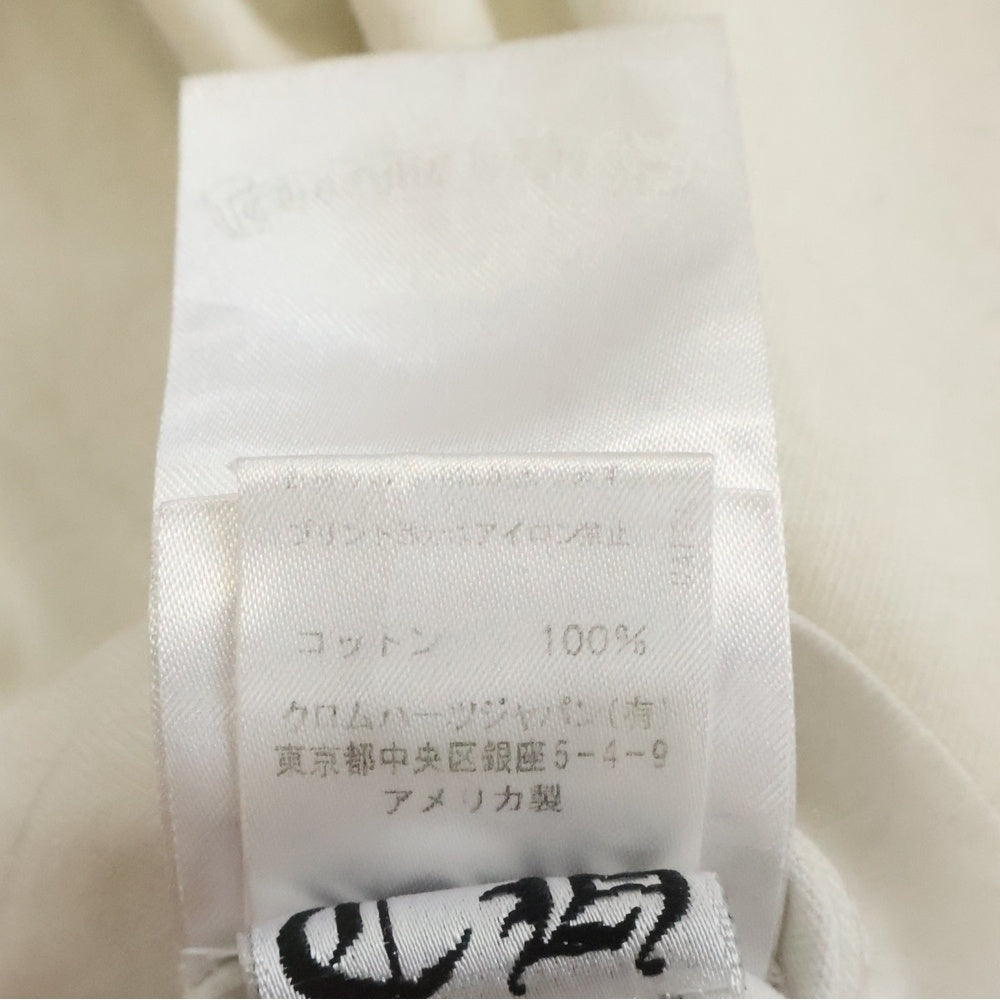 プリント部分はアイロン禁止
コットン 100%
クロムハーツジャパン(有)
東京都中央区銀座5-4-9
アメリカ製